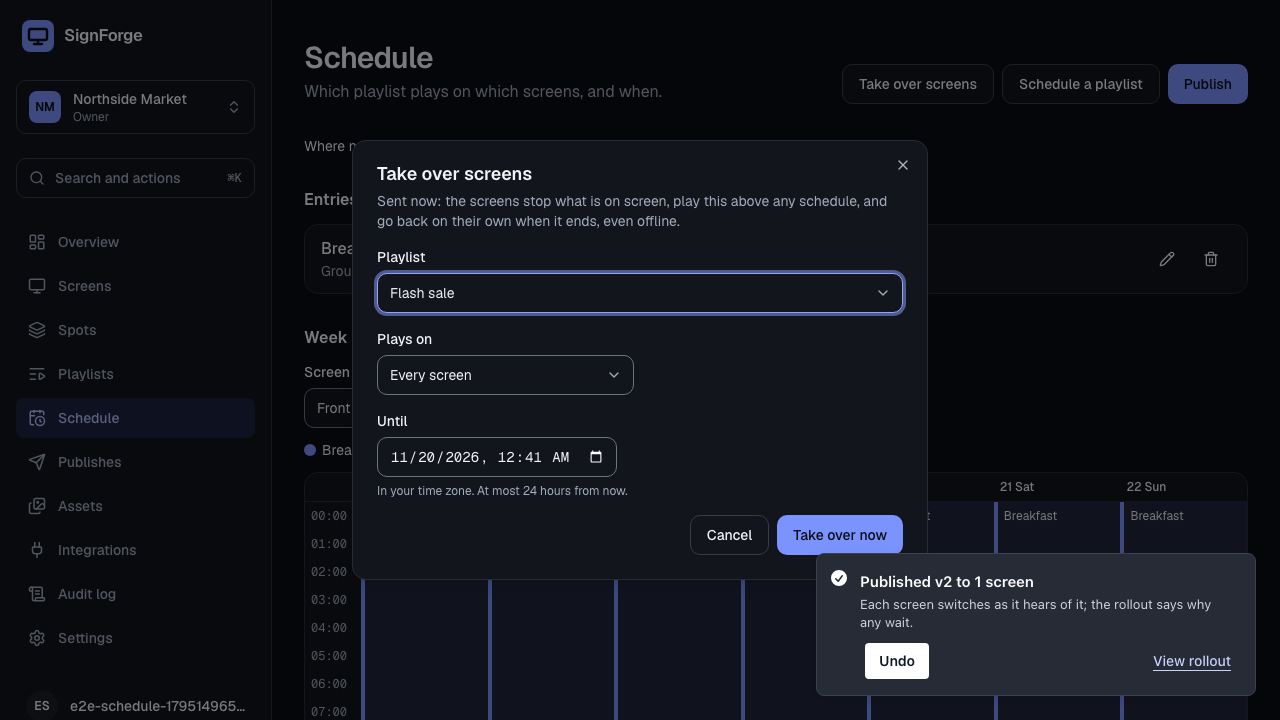 SignForge
NM
Northside Market
Owner
Search and actions
⌘K
Overview
Screens
Spots
Playlists
Schedule
Publishes
Assets
Integrations
Audit log
Settings
ES
e2e-schedule-179514965…
Schedule
Which playlist plays on which screens, and when.
Take over screens
Schedule a playlist
Publish
Where
Entries
Week
Screen
Front
Take over screens
Sent now: the screens stop what is on screen, play this above any schedule, and
go back on their own when it ends, even offline.
Playlist
Flash sale
Plays on
Every screen
Until
11/20/2026, 12:41 AM
In your time zone. At most 24 hours from now.
Cancel
Take over now
21 Sat
22 Sun
Breakfast
Breakfast
00:00
01:00
02:00
03:00
04:00
05:00
06:00
07:00
Published v2 to 1 screen
Each screen switches as it hears of it; the rollout says why
any wait.
Undo
View rollout